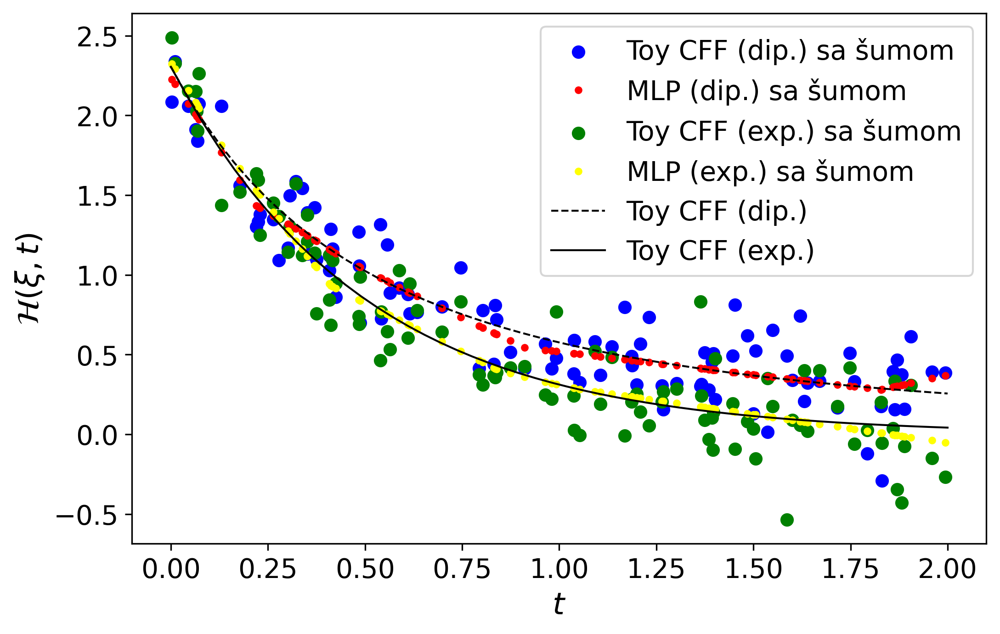 Toy CFF (dip.) sa šumom
MLP (dip.) sa šumom
Toy CFF (exp.) sa šumom
MLP (exp.) sa šumom
Toy CFF (dip.)
Toy CFF (exp.)
ℋ(ξ, t)
2.5
2.0
1.5
1.0
0.5
0.0
−0.5
0.00 0.25 0.50 0.75 1.00 1.25 1.50 1.75 2.00
t